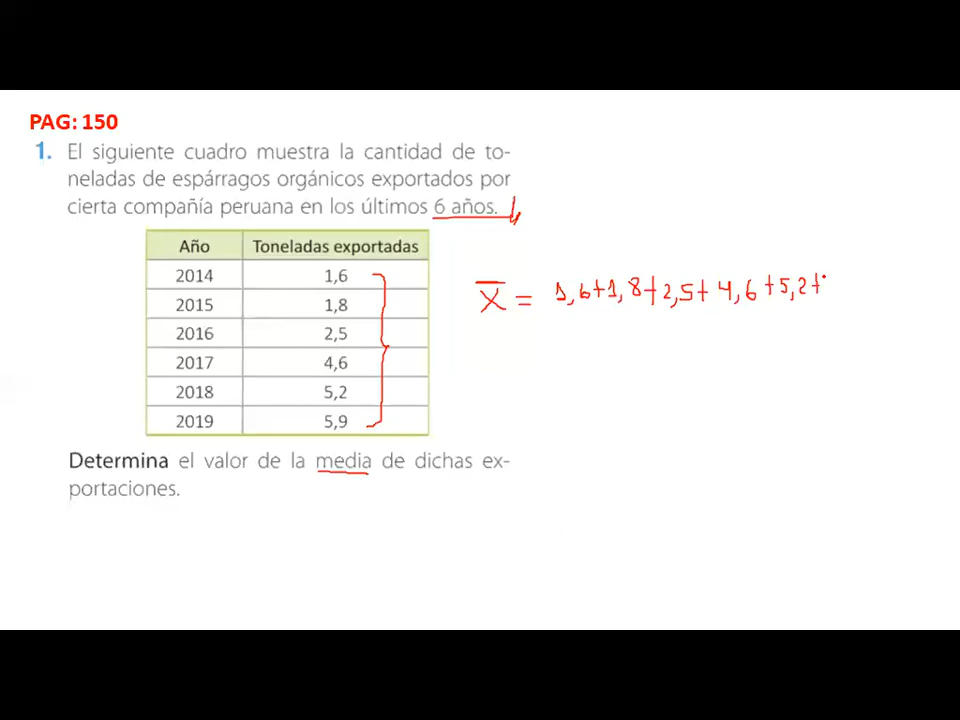 PAG: 150
1. El siguiente cuadro muestra la cantidad de to-
neladas de espárragos orgánicos exportados por
cierta compañía peruana en los últimos 6 años.
Año Toneladas exportadas
2014 1,6
2015 1,8
2016 2,5
2017 4,6
2018 5,2
2019 5,9
Determina el valor de la media de dichas ex-
portaciones.
X̅ = 1,6+1,8+2,5+4,6+5,2+